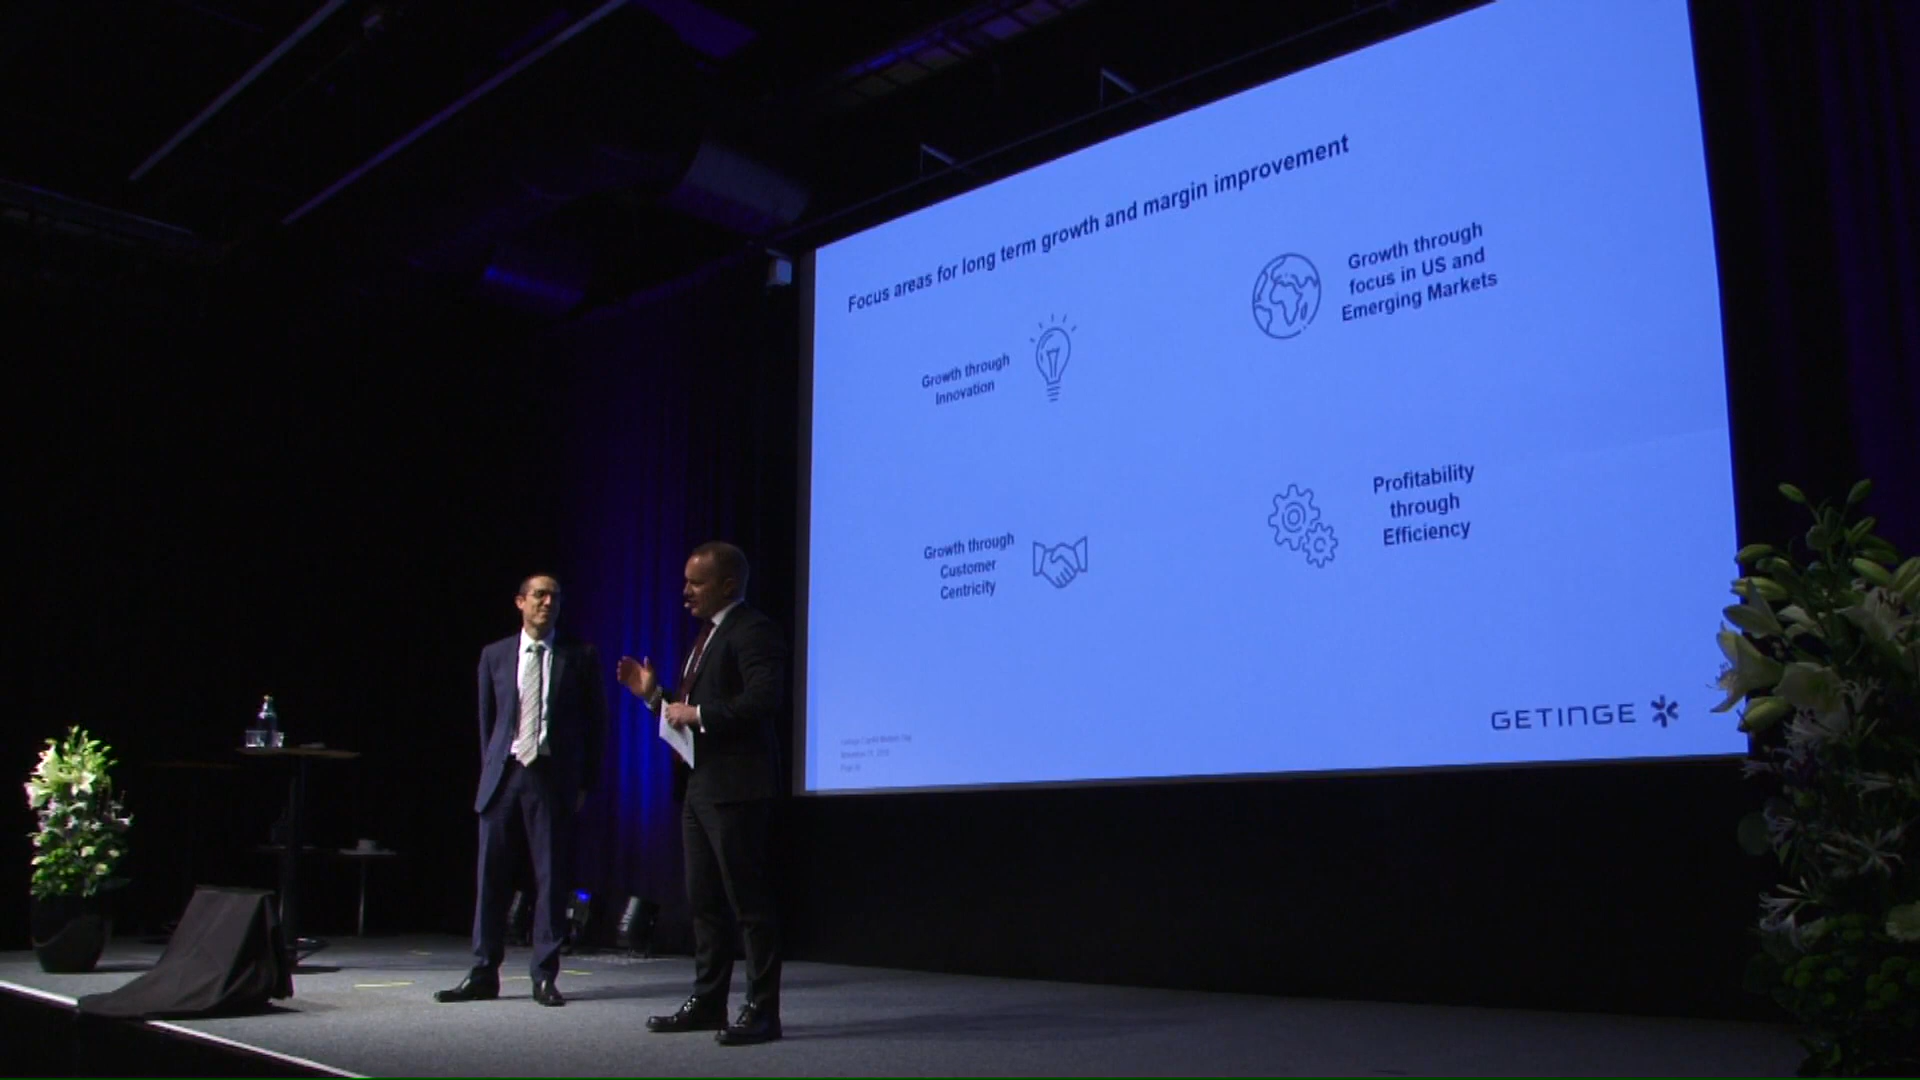 Focus areas for long term growth and margin improvement
Growth through
Innovation
Growth through
focus in US and
Emerging Markets
Growth through
Customer
Centricity
Profitability
through
Efficiency
GETINGE